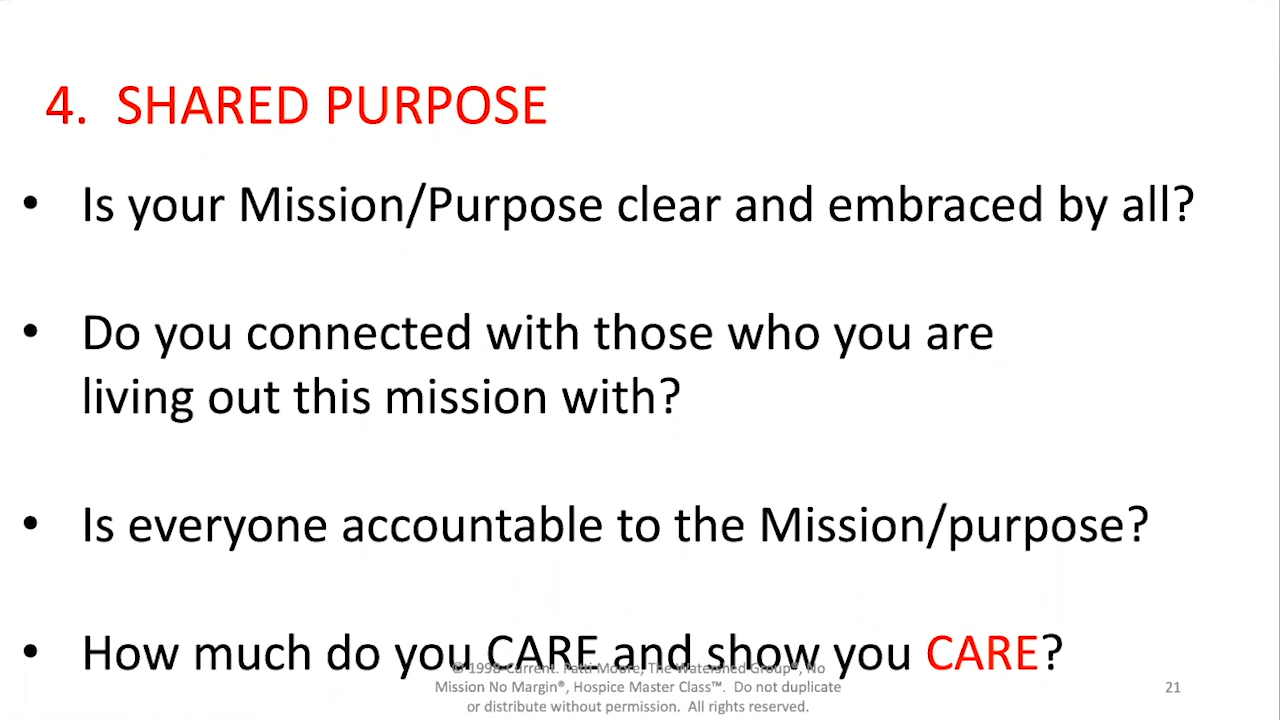 4. SHARED PURPOSE
• Is your Mission/Purpose clear and embraced by all?
• Do you connected with those who you are
living out this mission with?
• Is everyone accountable to the Mission/purpose?
• How much do you CARE and show you CARE?
© 1998-Current. Patti Moore, The Watershed Group®, No
Mission No Margin®, Hospice Master Class™. Do not duplicate
or distribute without permission. All rights reserved.
21